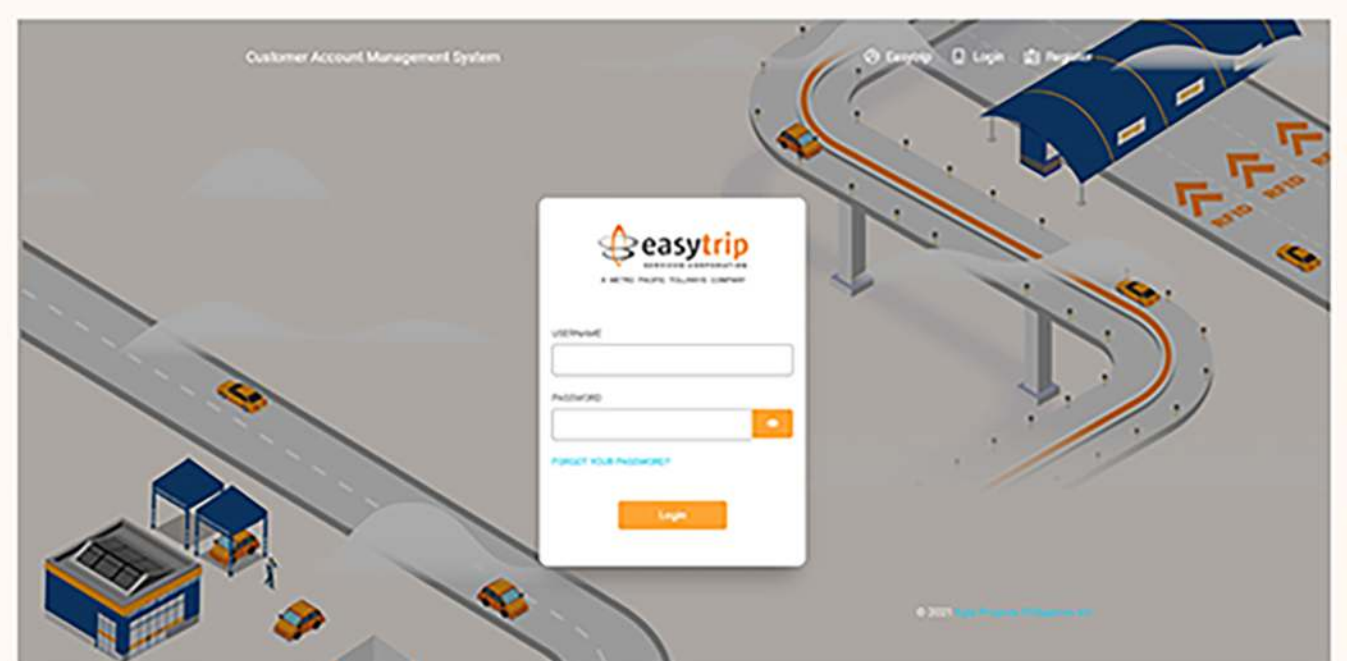 Customer Account Management System
Easytrip
Login
Register
RFID RFID
easytrip
SERVICES CORPORATION
A METRO PACIFIC TOLLWAYS COMPANY
USERNAME
PASSWORD
FORGOT YOUR PASSWORD?
Login
© 2021